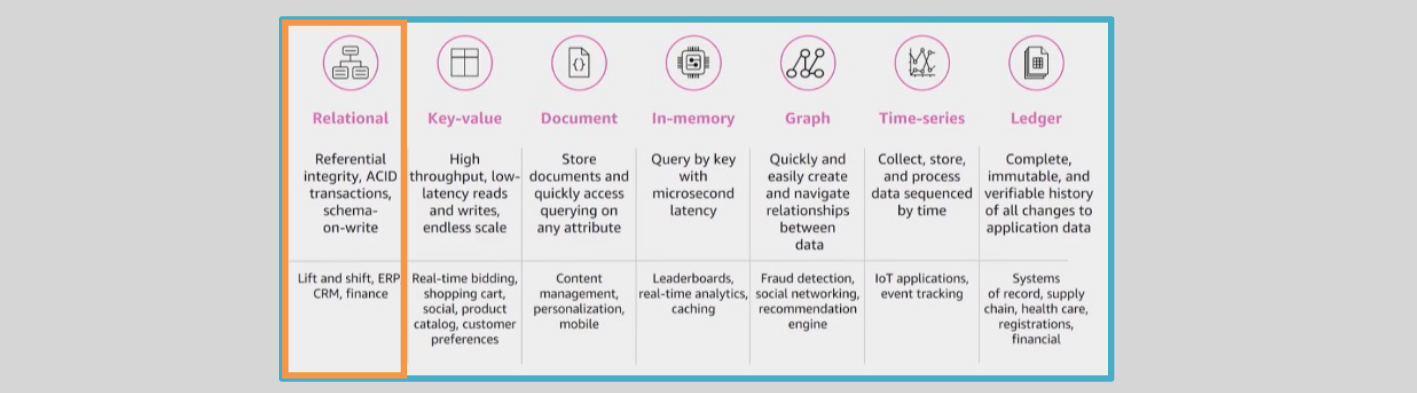 Relational
Key-value
Document
In-memory
Graph
Time-series
Ledger
Referential
integrity, ACID
transactions,
schema-
on-write
High
throughput, low-
latency reads
and writes,
endless scale
Store
documents and
quickly access
querying on
any attribute
Query by key
with
microsecond
latency
Quickly and
easily create
and navigate
relationships
between
data
Collect, store,
and process
data sequenced
by time
Complete,
immutable, and
verifiable history
of all changes to
application data
Lift and shift, ERP
CRM, finance
Real-time bidding,
shopping cart,
social, product
catalog, customer
preferences
Content
management,
personalization,
mobile
Leaderboards,
real-time analytics,
caching
Fraud detection,
social networking,
recommendation
engine
IoT applications,
event tracking
Systems
of record, supply
chain, health care,
registrations,
financial